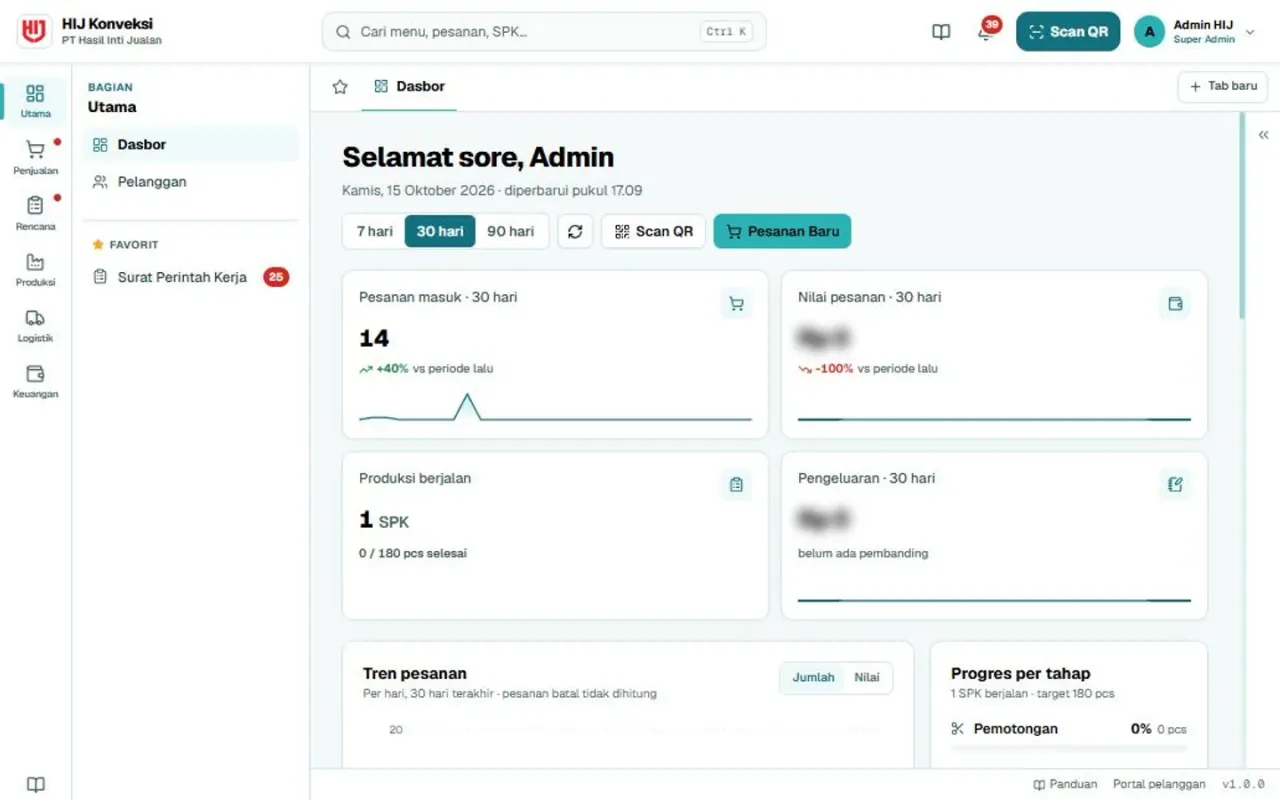 HIJ Konveksi
PT Hasil Inti Jualan
Cari menu, pesanan, SPK...
Ctrl K
39
Scan QR
A
Admin HIJ
Super Admin
Utama
Penjualan
Rencana
Produksi
Logistik
Keuangan
BAGIAN
Utama
Dasbor
Pelanggan
FAVORIT
Surat Perintah Kerja 25
Dasbor
Tab baru
Selamat sore, Admin
Kamis, 15 Oktober 2026 · diperbarui pukul 17.09
7 hari 30 hari 90 hari
Scan QR
Pesanan Baru
Pesanan masuk · 30 hari
14
+40% vs periode lalu
Nilai pesanan · 30 hari
-100% vs periode lalu
Produksi berjalan
1 SPK
0 / 180 pcs selesai
Pengeluaran · 30 hari
belum ada pembanding
Tren pesanan
Per hari, 30 hari terakhir · pesanan batal tidak dihitung
Jumlah Nilai
20
Progres per tahap
1 SPK berjalan · target 180 pcs
Pemotongan 0% 0 pcs
Panduan Portal pelanggan v1.0.0